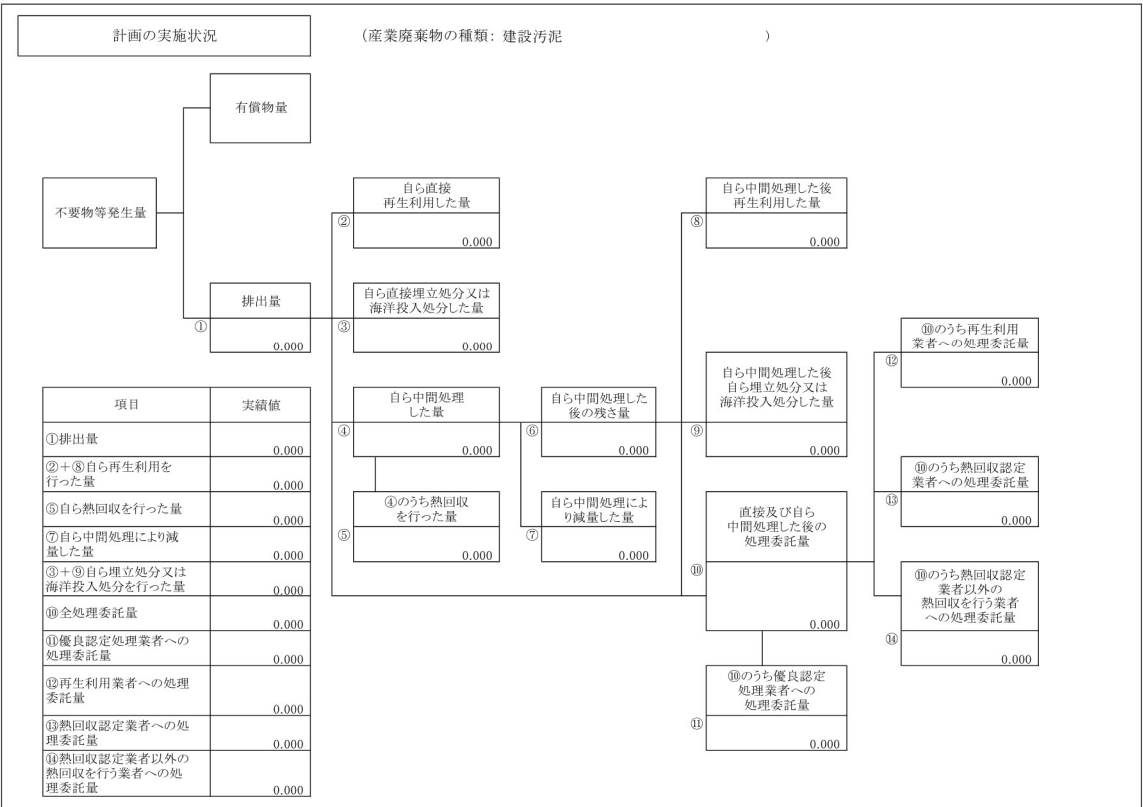 計画の実施状況
（産業廃棄物の種類：建設汚泥　）
有償物量
不要物等発生量
排出量
①
0.000
自ら直接
再生利用した量
②
0.000
自ら直接埋立処分又は
海洋投入処分した量
③
0.000
自ら中間処理
した量
④
0.000
④のうち熱回収
を行った量
⑤
0.000
自ら中間処理した
後の残さ量
⑥
0.000
自ら中間処理によ
り減量した量
⑦
0.000
自ら中間処理した後
再生利用した量
⑧
0.000
自ら中間処理した後
自ら埋立処分又は
海洋投入処分した量
⑨
0.000
直接及び自ら
中間処理した後の
処理委託量
⑩
0.000
⑩のうち優良認定
処理業者への
処理委託量
⑪
0.000
⑩のうち再生利用
業者への処理委託量
⑫
0.000
⑩のうち熱回収認定
業者への処理委託量
⑬
0.000
⑩のうち熱回収認定
業者以外の
熱回収を行う業者
への処理委託量
⑭
0.000
項目 実績値
①排出量
0.000
②＋⑧自ら再生利用を
行った量
0.000
⑤自ら熱回収を行った量
0.000
⑦自ら中間処理により減
量した量
0.000
③＋⑨自ら埋立処分又は
海洋投入処分を行った量
0.000
⑩全処理委託量
0.000
⑪優良認定処理業者への
処理委託量
0.000
⑫再生利用業者への処理
委託量
0.000
⑬熱回収認定業者への処
理委託量
0.000
⑭熱回収認定業者以外の
熱回収を行う業者への処
理委託量
0.000